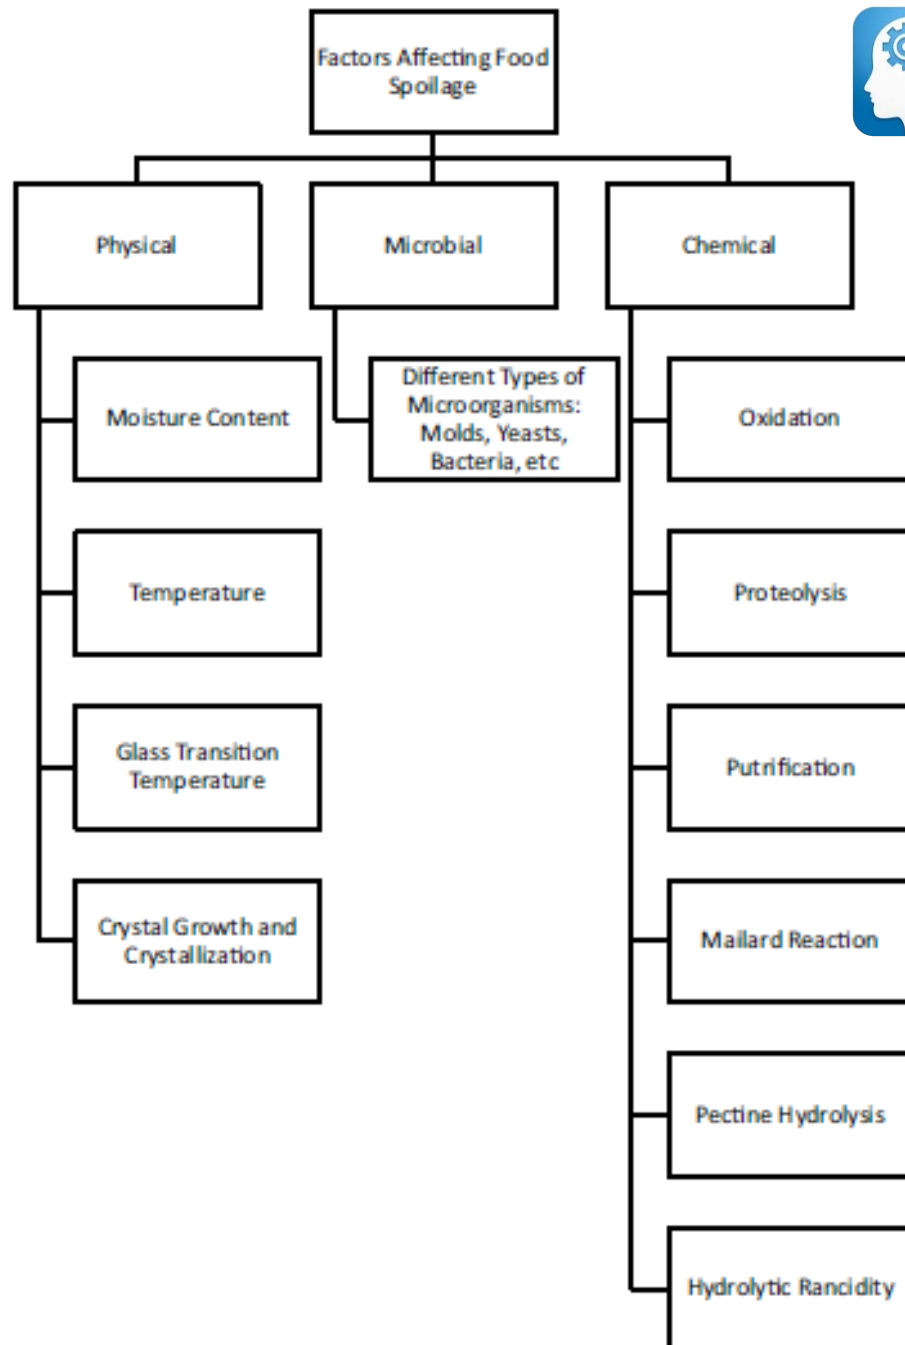 Factors Affecting Food
Spoilage
Physical
Microbial
Chemical
Moisture Content
Temperature
Glass Transition
Temperature
Crystal Growth and
Crystallization
Different Types of
Microorganisms:
Molds, Yeasts,
Bacteria, etc
Oxidation
Proteolysis
Putrification
Mailard Reaction
Pectine Hydrolysis
Hydrolytic Rancidity